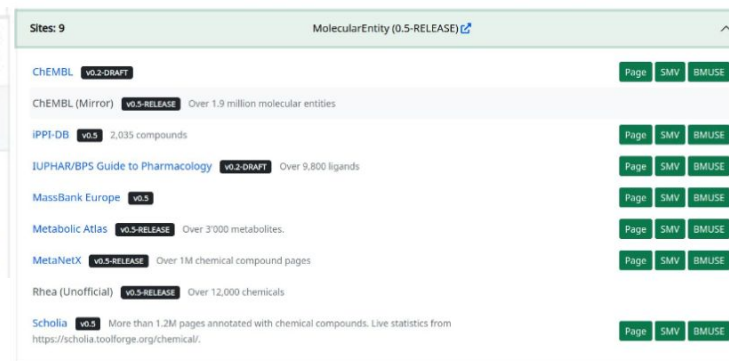 Sites: 9 MolecularEntity (0.5-RELEASE)
ChEMBL v0.2-DRAFT Page SMV BMUSE
ChEMBL (Mirror) v0.5-RELEASE Over 1.9 million molecular entities
iPPI-DB v0.5 2,035 compounds Page SMV BMUSE
IUPHAR/BPS Guide to Pharmacology v0.2-DRAFT Over 9,800 ligands Page SMV BMUSE
MassBank Europe v0.5 Page SMV BMUSE
Metabolic Atlas v0.5-RELEASE Over 3'000 metabolites. Page SMV BMUSE
MetaNetX v0.5-RELEASE Over 1M chemical compound pages Page SMV BMUSE
Rhea (Unofficial) v0.5-RELEASE Over 12,000 chemicals
Scholia v0.5 More than 1.2M pages annotated with chemical compounds. Live statistics from Page SMV BMUSE
https://scholia.toolforge.org/chemical/.